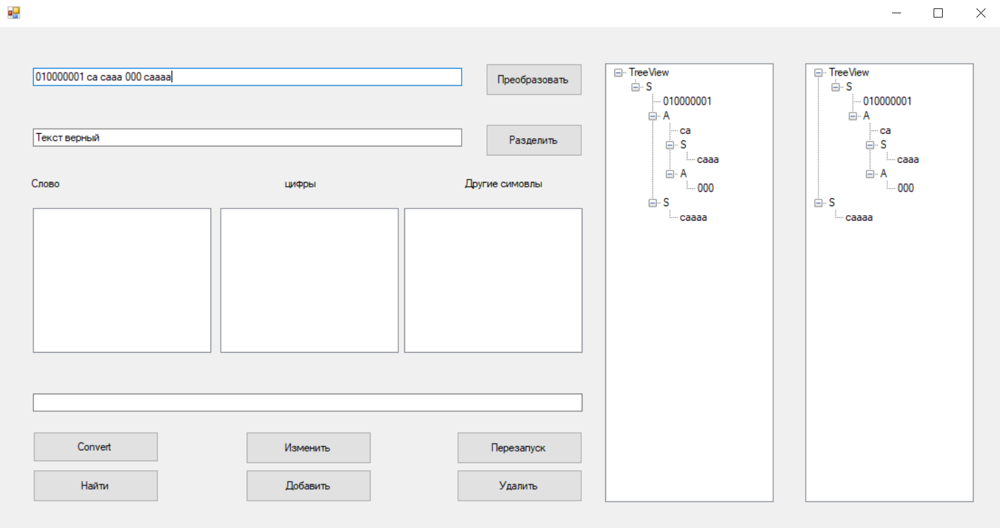 010000001 ca caaa 000 caaaa
Преобразовать
Текст верный
Разделить
Слово
цифры
Другие симовлы
Convert
Изменить
Перезапуск
Найти
Добавить
Удалить
TreeView
S
010000001
A
ca
S
caaa
A
000
S
caaaa
TreeView
S
010000001
A
ca
S
caaa
A
000
S
caaaa